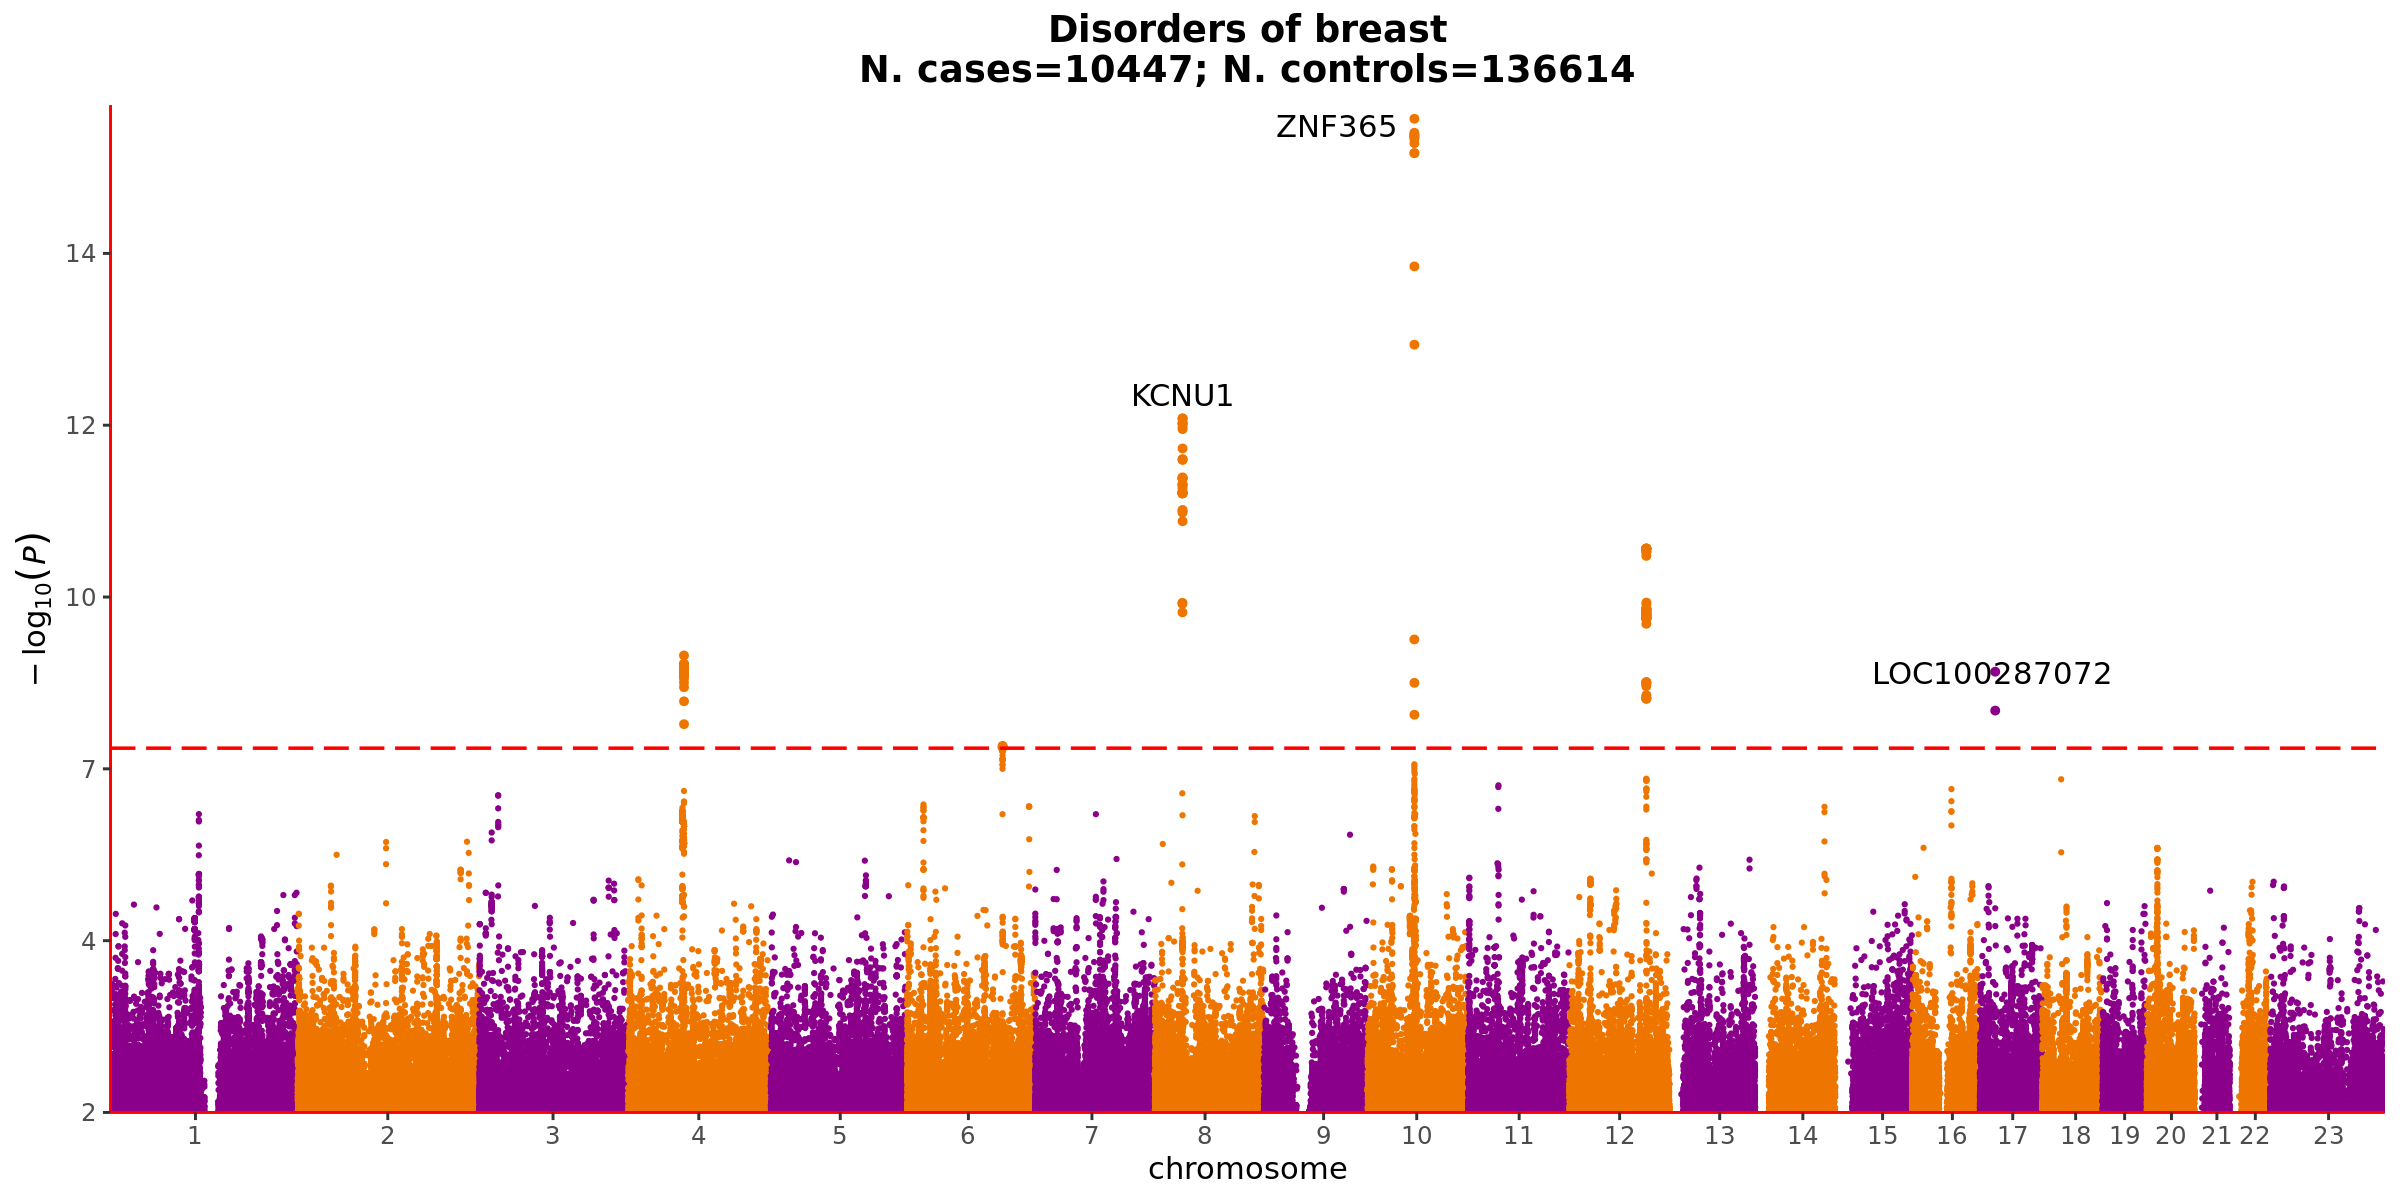 Disorders of breast
N. cases=10447; N. controls=136614
ZNF365
14
KCNU1
12
10
− log10(P)
LOC100287072
7
4
2
1 2 3 4 5 6 7 8 9 10 11 12 13 14 15 16 17 18 19 20 21 22 23
chromosome